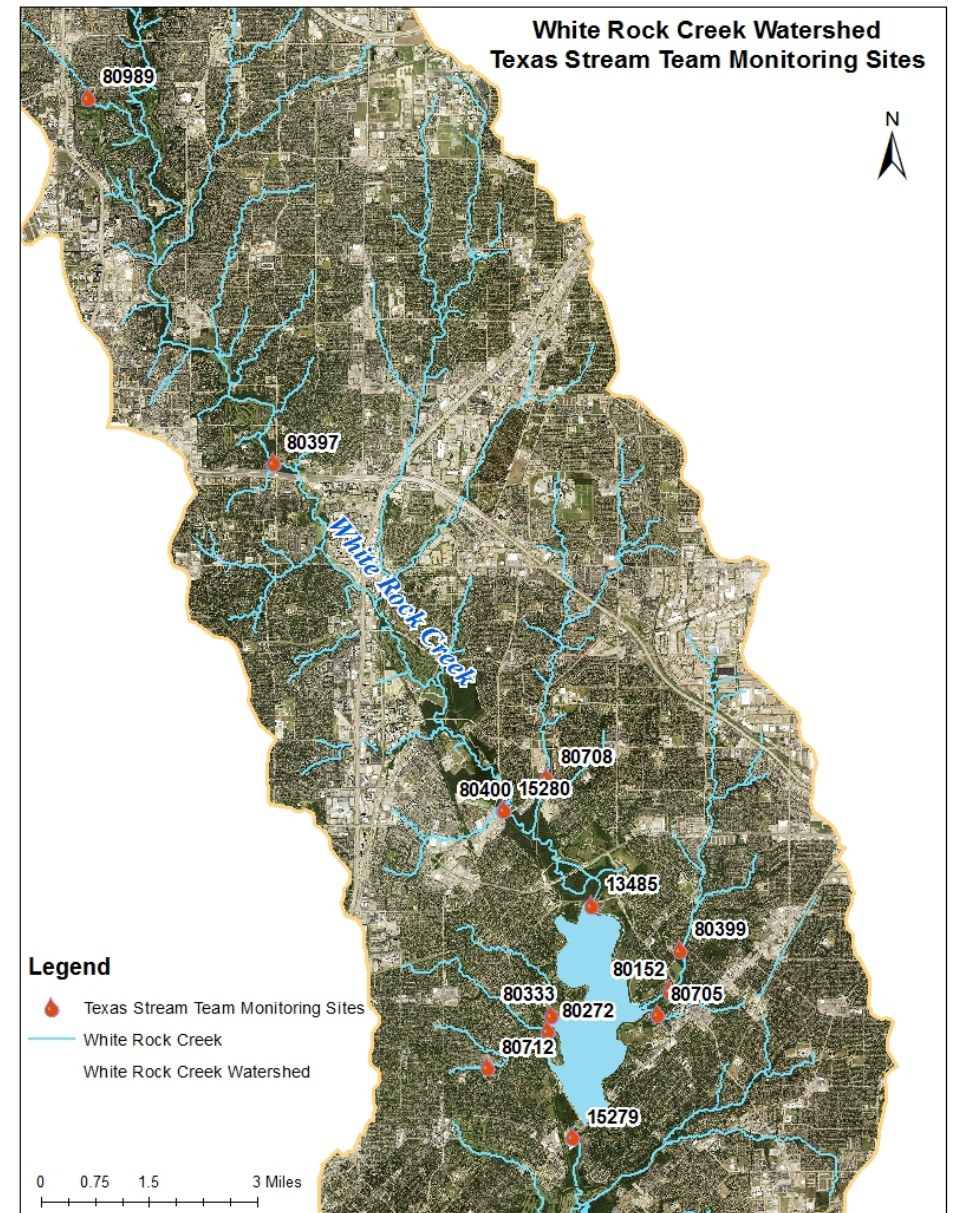 White Rock Creek Watershed
Texas Stream Team Monitoring Sites
N
80989
80397
White Rock Creek
80708
80400 15280
13485
80399
80152
80333
80705
80272
80712
15279
Legend
Texas Stream Team Monitoring Sites
White Rock Creek
White Rock Creek Watershed
0 0.75 1.5 3 Miles